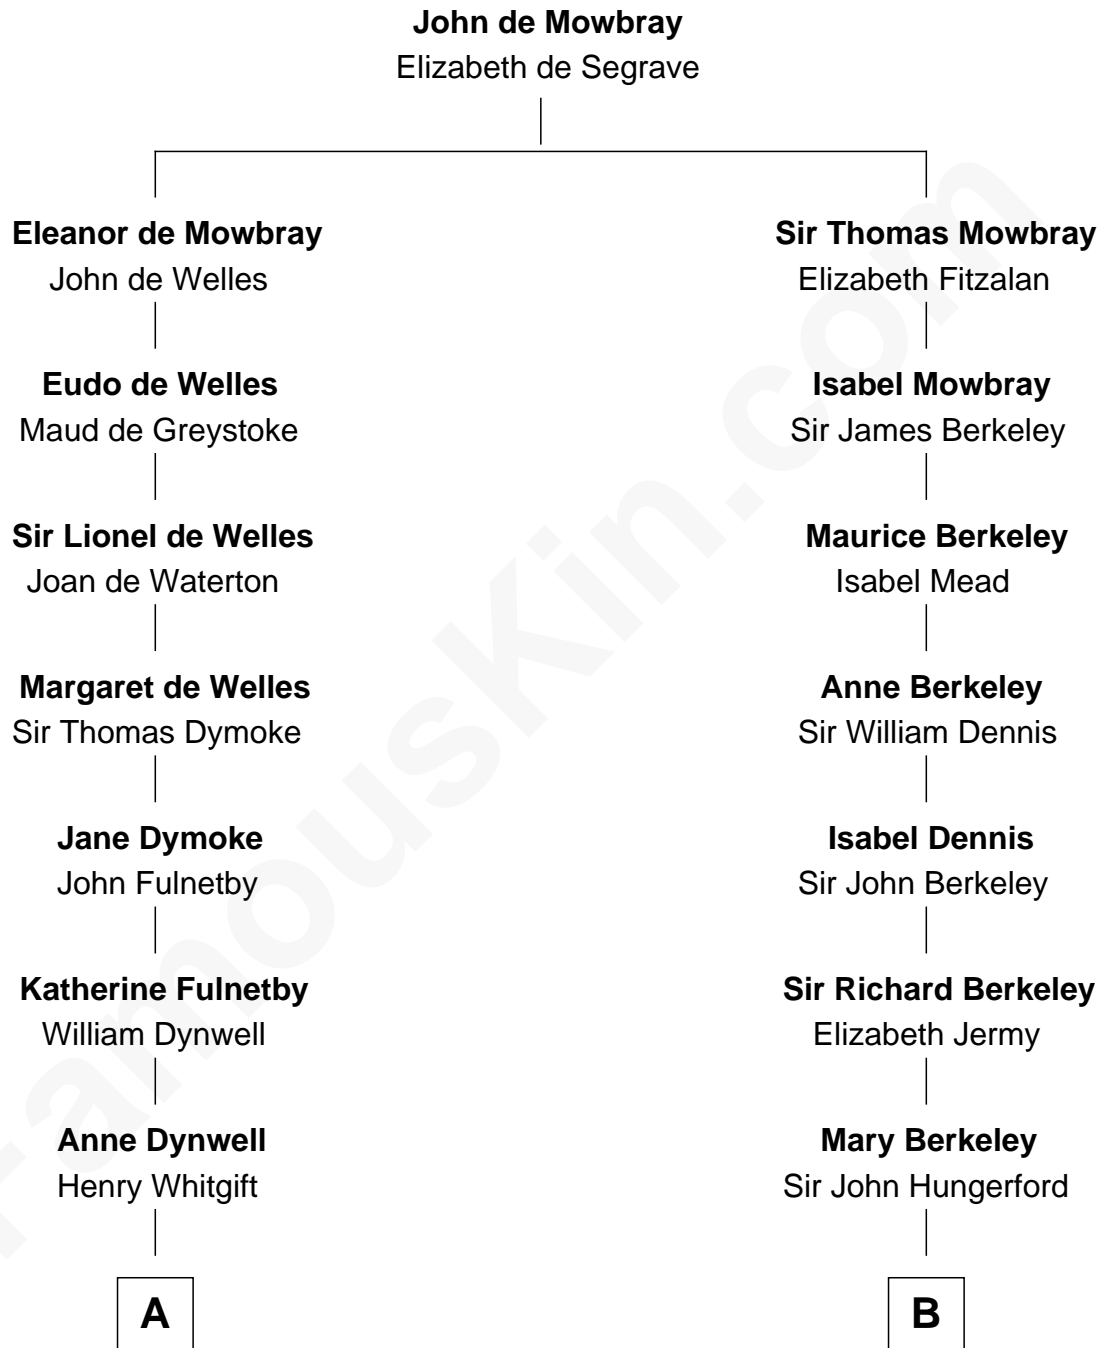 John de Mowbray
Elizabeth de Segrave
Eleanor de Mowbray
John de Welles
Eudo de Welles
Maud de Greystoke
Sir Lionel de Welles
Joan de Waterton
Margaret de Welles
Sir Thomas Dymoke
Jane Dymoke
John Fulnetby
Katherine Fulnetby
William Dynwell
Anne Dynwell
Henry Whitgift
A
Sir Thomas Mowbray
Elizabeth Fitzalan
Isabel Mowbray
Sir James Berkeley
Maurice Berkeley
Isabel Mead
Anne Berkeley
Sir William Dennis
Isabel Dennis
Sir John Berkeley
Sir Richard Berkeley
Elizabeth Jermy
Mary Berkeley
Sir John Hungerford
B
FamousKin.com